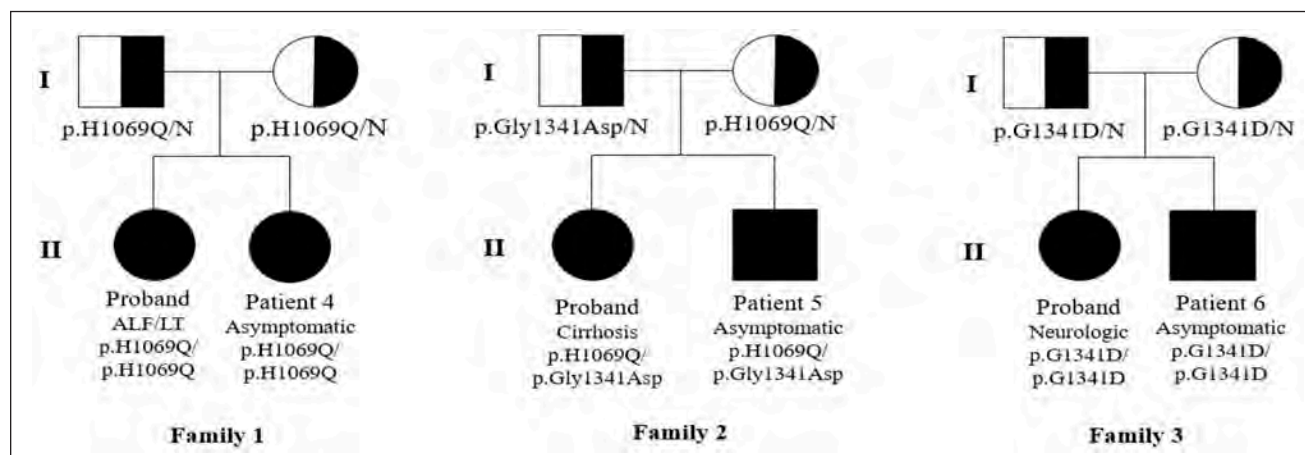 I
p.H1069Q/N
p.H1069Q/N
II
Proband
ALF/LT
p.H1069Q/
p.H1069Q
Patient 4
Asymptomatic
p.H1069Q/
p.H1069Q
Family 1
I
p.Gly1341Asp/N
p.H1069Q/N
II
Proband
Cirrhosis
p.H1069Q/
p.Gly1341Asp
Patient 5
Asymptomatic
p.H1069Q/
p.Gly1341Asp
Family 2
I
p.G1341D/N
p.G1341D/N
II
Proband
Neurologic
p.G1341D/
p.G1341D
Patient 6
Asymptomatic
p.G1341D/
p.G1341D
Family 3